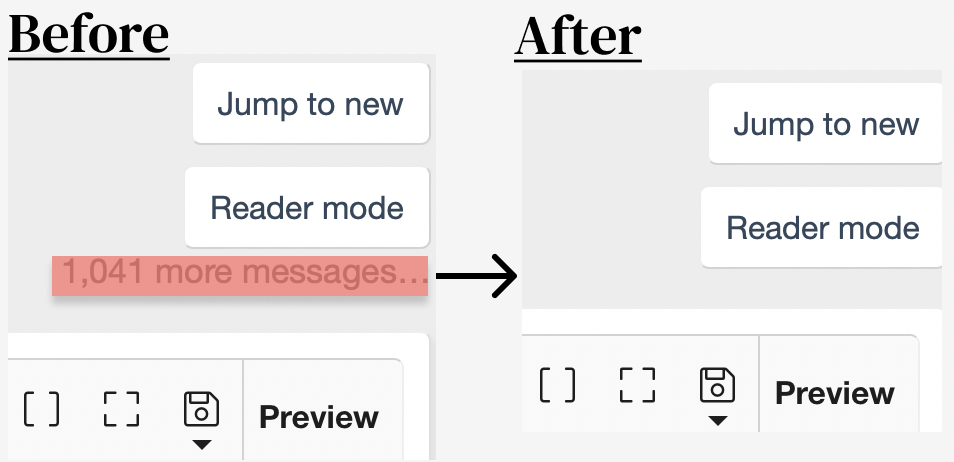 Before
Jump to new
Reader mode
1,041 more messages...
Preview
After
Jump to new
Reader mode
Preview